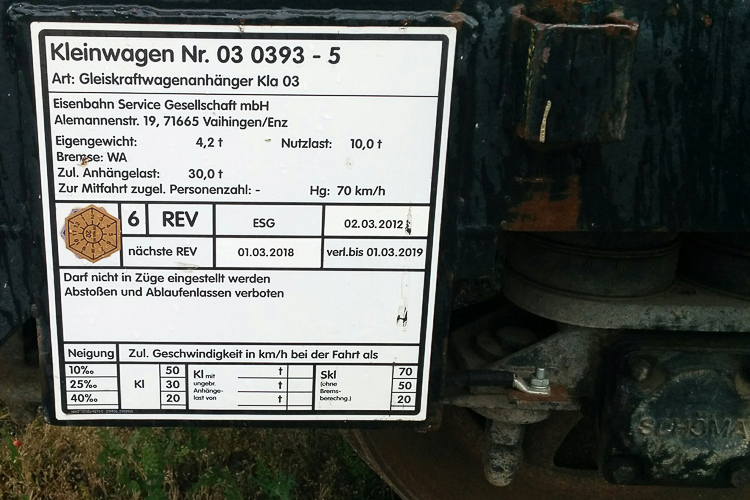 Kleinwagen Nr. 03 0393 - 5
Art: Gleiskraftwagenanhänger Kla 03
Eisenbahn Service Gesellschaft mbH
Alemannenstr. 19, 71665 Vaihingen/Enz
Eigengewicht: 4,2 t Nutzlast: 10,0 t
Bremse: WA
Zul. Anhängelast: 30,0 t
Zur Mitfahrt zugel. Personenzahl: - Hg: 70 km/h
6 REV ESG 02.03.2012
nächste REV 01.03.2018 verl.bis 01.03.2019
Darf nicht in Züge eingestellt werden
Abstoßen und Ablaufenlassen verboten
Neigung Zul. Geschwindigkeit in km/h bei der Fahrt als
10‰ 50 Kl mit t Skl 70
25‰ Kl 30 ungebr. t (ohne 50
Anhänge- Brems-
40‰ 20 last von t berechng.) 20
SCHÖMA